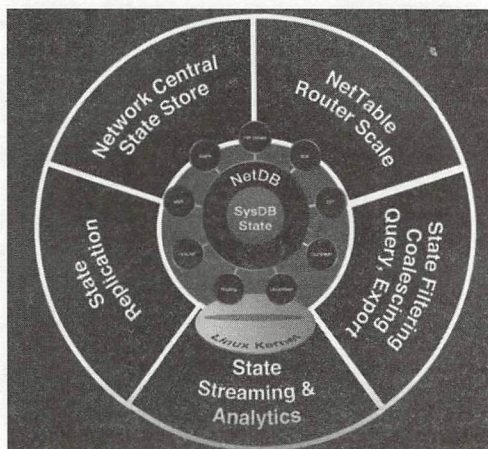 Network Central
State Store
NetTable
Router Scale
NetDB
SysDB
State
State
Replication
State Filtering
Coalescing
Query, Export
Linux Kernel
State
Streaming &
Analytics